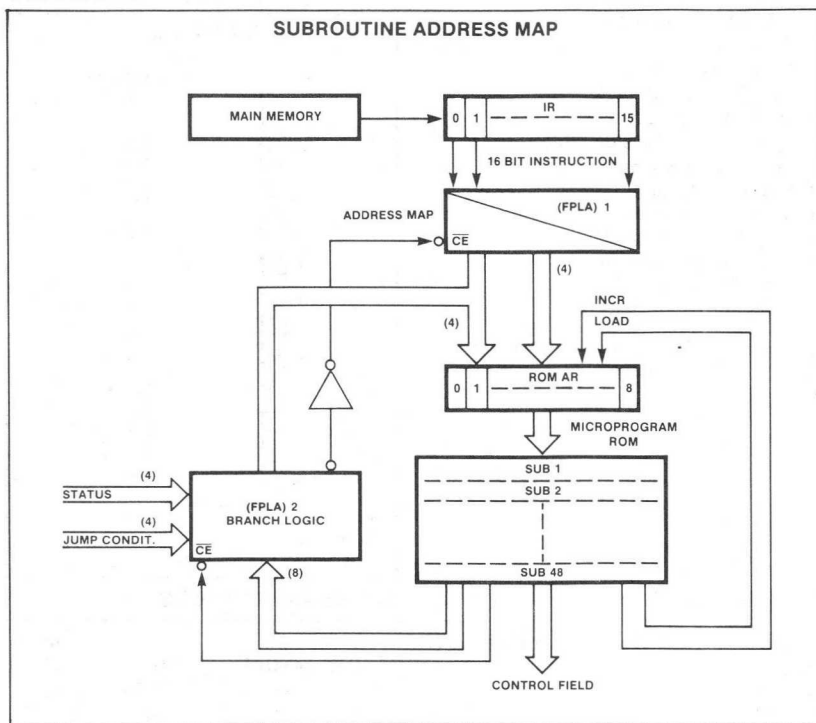 SUBROUTINE ADDRESS MAP
MAIN MEMORY
IR
0 1 15
16 BIT INSTRUCTION
(FPLA) 1
ADDRESS MAP
CE
(4)
(4)
INCR
LOAD
ROM AR
0 1 8
MICROPROGRAM
ROM
SUB 1
SUB 2
SUB 48
(4)
STATUS
(FPLA) 2
BRANCH LOGIC
(4)
JUMP CONDIT.
CE
(8)
CONTROL FIELD